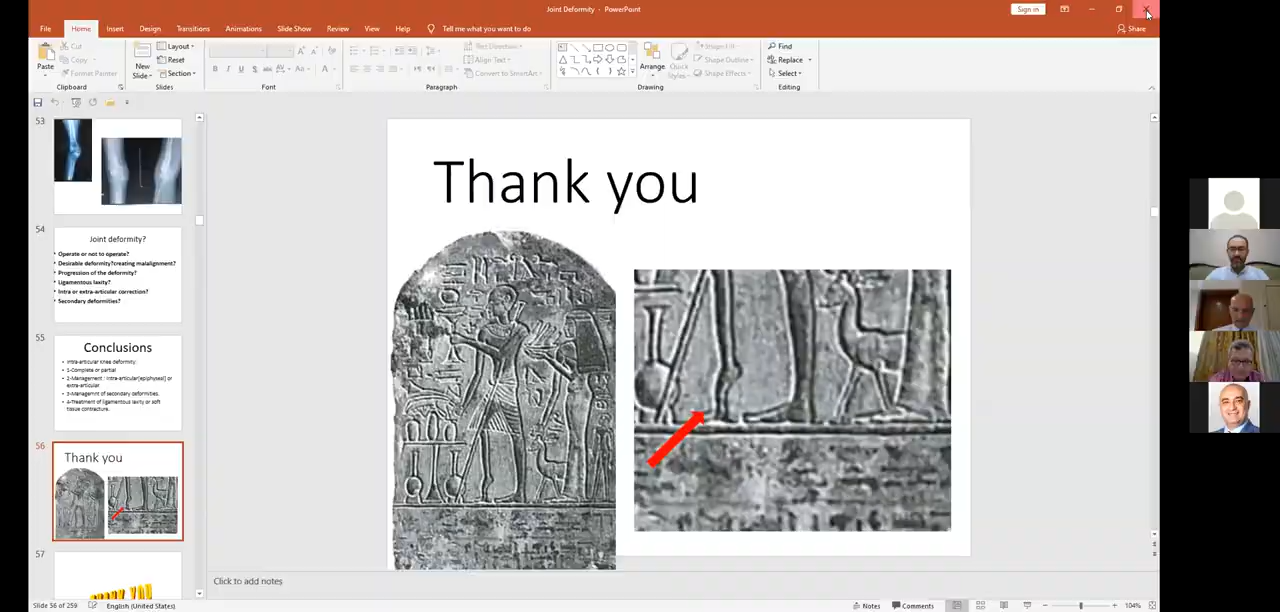 Joint Deformity - PowerPoint
Sign in
File Home Insert Design Transitions Animations Slide Show Review View Help Tell me what you want to do
Share
Paste
Cut
Copy
Format Painter
Clipboard
New
Slide
Layout
Reset
Section
Slides
Font
Text Direction
Align Text
Convert to SmartArt
Paragraph
Arrange
Quick
Styles
Shape Fill
Shape Outline
Shape Effects
Drawing
Find
Replace
Select
Editing
53
54
Joint deformity?
Operate or not to operate?
Desirable deformity?creating malalignment?
Progression of the deformity?
Ligamentous laxity?
Intra or extra-articular correction?
Secondary deformities?
55
Conclusions
Intra-articular Knee deformity:
1-Complete or partial
2-Management : Intra-articular[epiphyseal] or
extra-articular
3-Managemnt of secondary deformities.
4-Treatment of ligamentous laxity or soft
tissue contracture.
56
Thank you
57
THANK YOU
Thank you
Click to add notes
Slide 56 of 259 English (United States) Notes Comments 104%